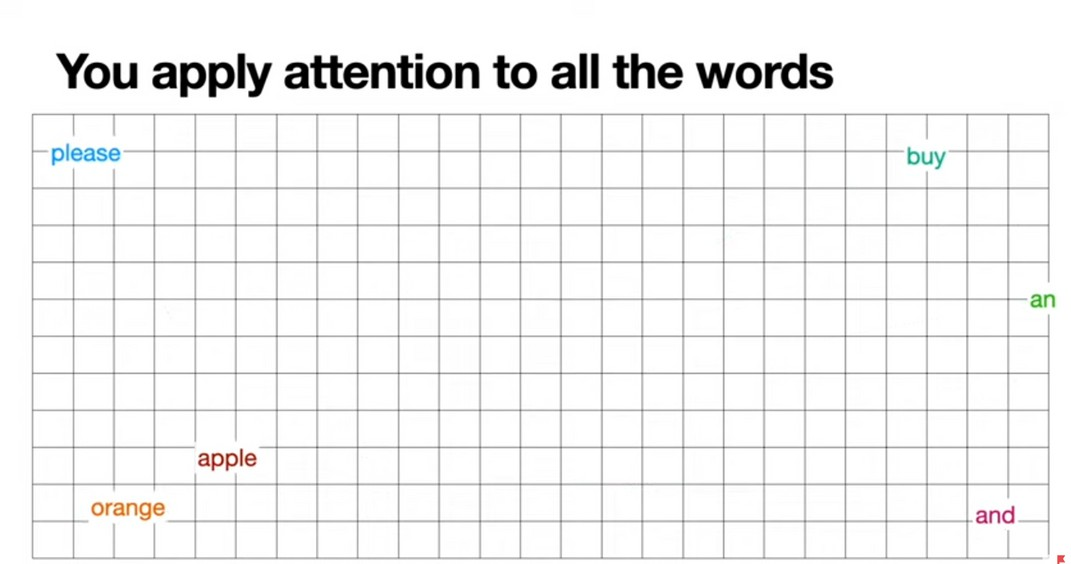 You apply attention to all the words
please
buy
an
apple
orange
and